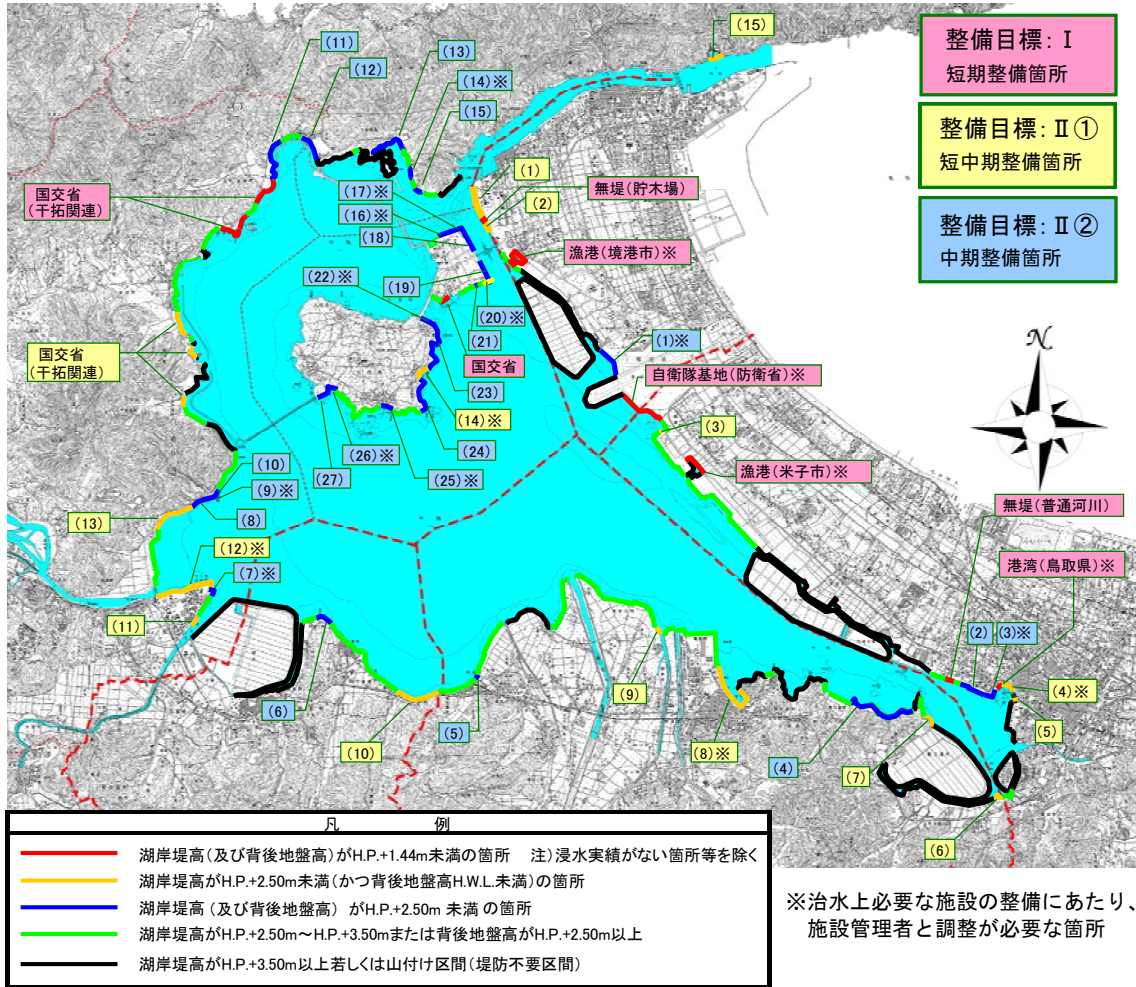 (11)
(12)
(13)
(14)※
(15)
(15)
整備目標：Ⅰ
短期整備箇所
整備目標：Ⅱ①
短中期整備箇所
整備目標：Ⅱ②
中期整備箇所
国交省
(干拓関連)
(17)※
(16)※
(18)
(1)
無堤(貯木場)
(2)
漁港(境港市)※
(22)※
(19)
(20)※
(21)
国交省
(23)
(14)※
(24)
(25)※
(26)※
(27)
国交省
(干拓関連)
(1)※
自衛隊基地(防衛省)※
(3)
漁港(米子市)※
N
無堤(普通河川)
港湾(鳥取県)※
(10)
(9)※
(8)
(13)
(12)※
(7)※
(11)
(6)
(10)
(5)
(9)
(8)※
(4)
(7)
(2)
(3)※
(4)※
(5)
(6)
凡　例
湖岸堤高(及び背後地盤高)がH.P.+1.44m未満の箇所　注)浸水実績がない箇所等を除く
湖岸堤高がH.P.+2.50m未満(かつ背後地盤高H.W.L.未満)の箇所
湖岸堤高(及び背後地盤高) がH.P.+2.50m 未満の箇所
湖岸堤高がH.P.+2.50m～H.P.+3.50mまたは背後地盤高がH.P.+2.50m以上
湖岸堤高がH.P.+3.50m以上若しくは山付け区間(堤防不要区間)
※治水上必要な施設の整備にあたり、
施設管理者と調整が必要な箇所